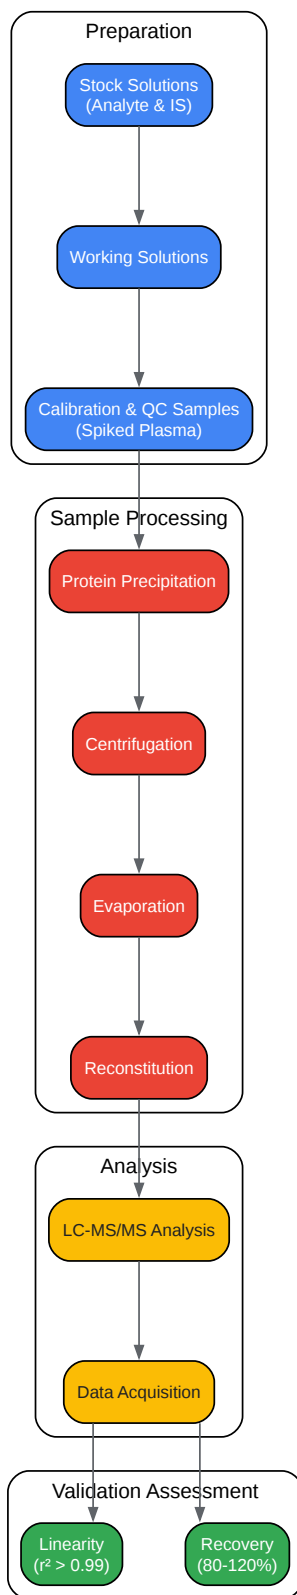 Preparation
Stock Solutions
(Analyte & IS)
Working Solutions
Calibration & QC Samples
(Spiked Plasma)
Sample Processing
Protein Precipitation
Centrifugation
Evaporation
Reconstitution
Analysis
LC-MS/MS Analysis
Data Acquisition
Validation Assessment
Linearity
(r² > 0.99)
Recovery
(80-120%)